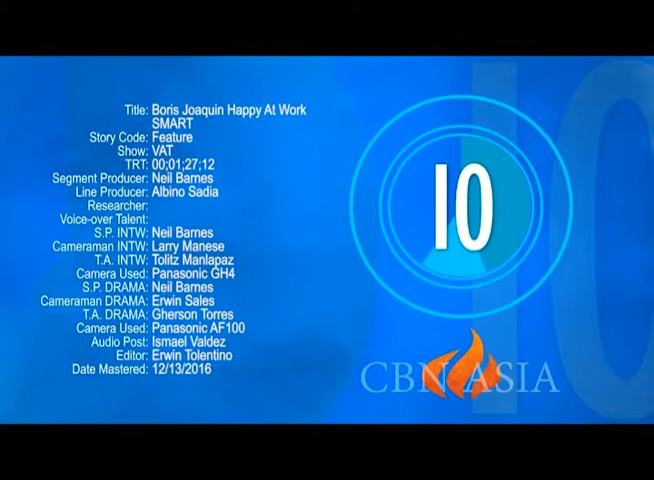 Title: Boris Joaquin Happy At Work
SMART
Story Code: Feature
Show: VAT
TRT: 00;01;27;12
Segment Producer: Neil Barnes
Line Producer: Albino Sadia
Researcher:
Voice-over Talent:
S.P. INTW: Neil Barnes
Cameraman INTW: Larry Manese
T.A. INTW: Tolitz Manlapaz
Camera Used: Panasonic GH4
S.P. DRAMA: Neil Barnes
Cameraman DRAMA: Erwin Sales
T.A. DRAMA: Gherson Torres
Camera Used: Panasonic AF100
Audio Post: Ismael Valdez
Editor: Erwin Tolentino
Date Mastered: 12/13/2016
10
10
CBN ASIA